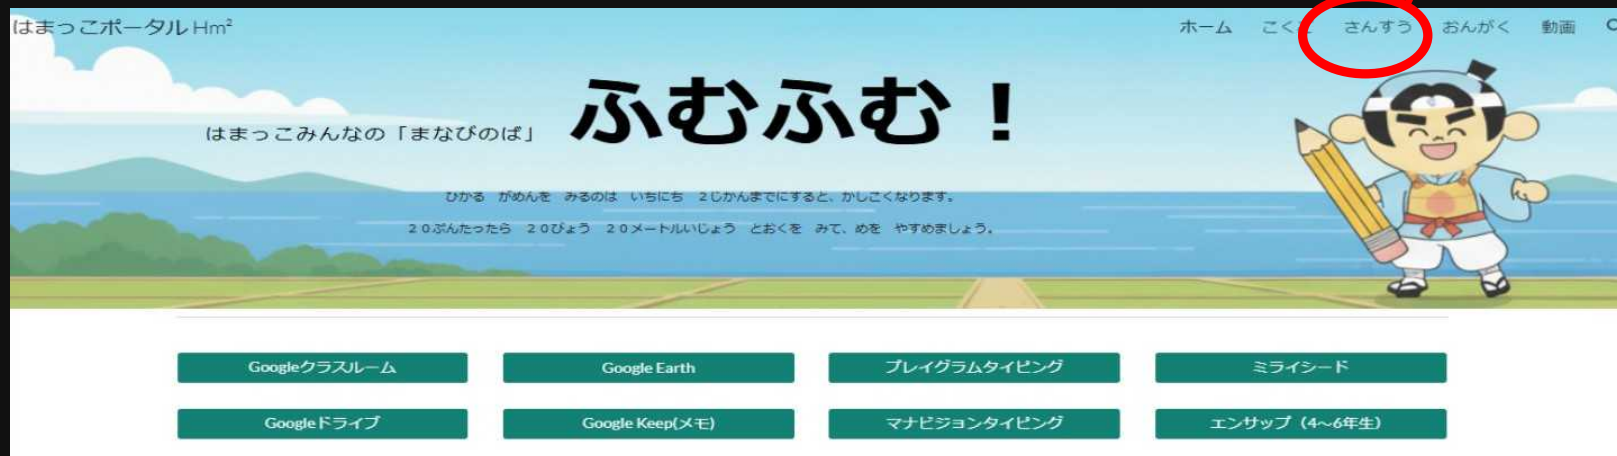 はまっこポータル Hm²
ホーム こくご さんすう おんがく 動画
はまっこみんなの「まなびのば」 ふむふむ！
ひかる がめんを みるのは いちにち 2じかんまでにすると、かしこくなります。
20ぷんたったら 20びょう 20メートルいじょう とおくを みて、めを やすめましょう。
Googleクラスルーム Google Earth プレイグラムタイピング ミライシード
Googleドライブ Google Keep(メモ) マナビジョンタイピング エンサップ（4~6年生）